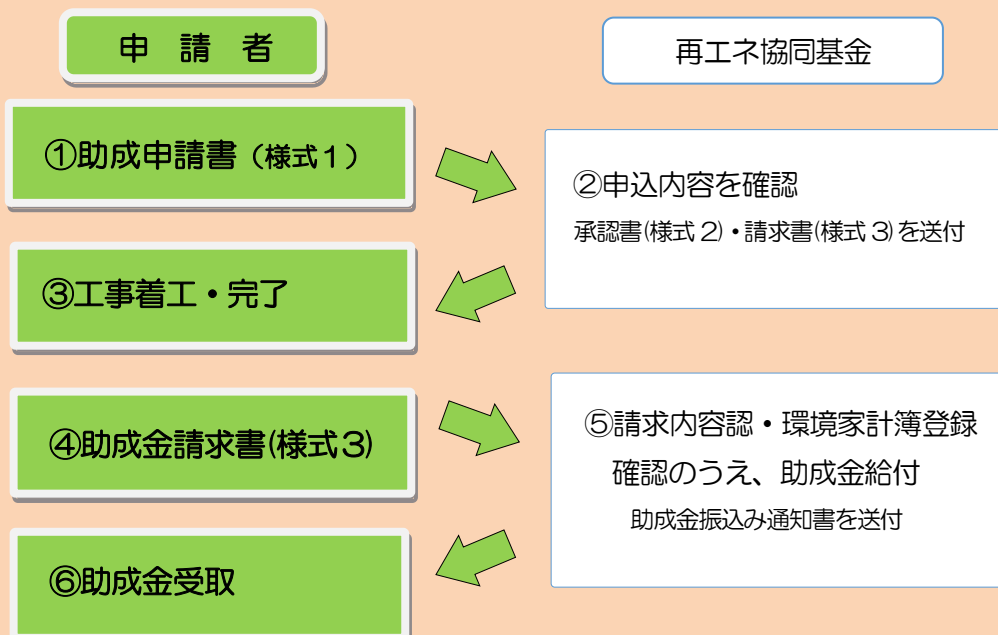 申 請 者
再エネ協同基金
①助成申請書（様式１）
②申込内容を確認
承認書(様式２)・請求書(様式３)を送付
③工事着工・完了
④助成金請求書(様式３)
⑤請求内容認・環境家計簿登録
確認のうえ、助成金給付
助成金振込み通知書を送付
⑥助成金受取